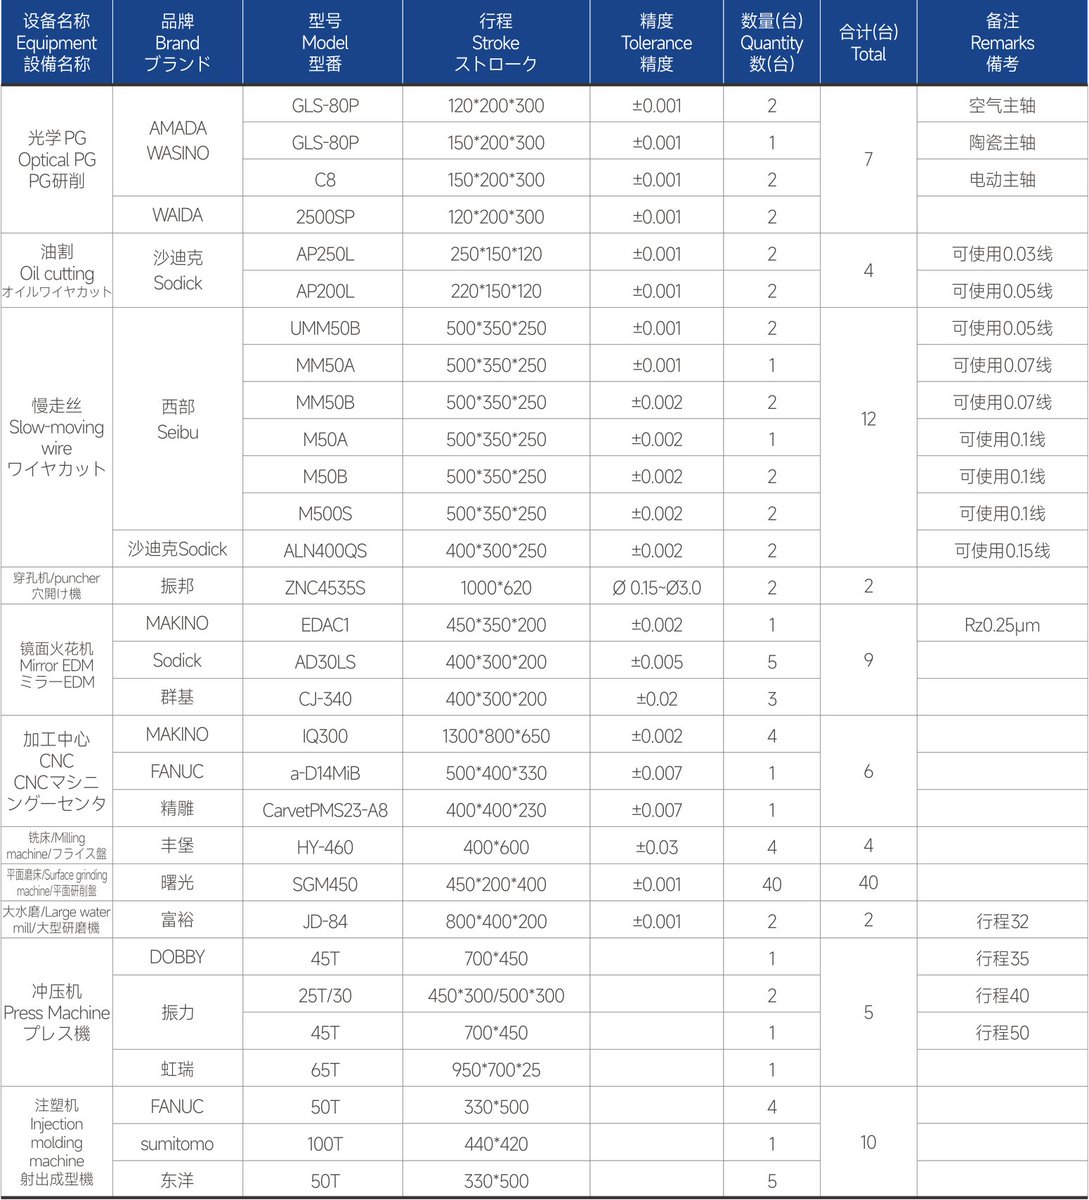 设备名称
Equipment
設備名称
品牌
Brand
ブランド
型号
Model
型番
行程
Stroke
ストローク
精度
Tolerance
精度
数量(台)
Quantity
数(台)
合计(台)
Total
备注
Remarks
備考
光学 PG
Optical PG
PG研削
AMADA
WASINO
GLS-80P 120*200*300 ±0.001 2 7 空气主轴
GLS-80P 150*200*300 ±0.001 1 陶瓷主轴
C8 150*200*300 ±0.001 2 电动主轴
WAIDA 2500SP 120*200*300 ±0.001 2
油割
Oil cutting
オイルワイヤカット
沙迪克
Sodick
AP250L 250*150*120 ±0.001 2 4 可使用0.03线
AP200L 220*150*120 ±0.001 2 可使用0.05线
慢走丝
Slow-moving
wire
ワイヤカット
西部
Seibu
UMM50B 500*350*250 ±0.001 2 12 可使用0.05线
MM50A 500*350*250 ±0.001 1 可使用0.07线
MM50B 500*350*250 ±0.002 2 可使用0.07线
M50A 500*350*250 ±0.002 1 可使用0.1线
M50B 500*350*250 ±0.002 2 可使用0.1线
M500S 500*350*250 ±0.002 2 可使用0.1线
沙迪克Sodick ALN400QS 400*300*250 ±0.002 2 可使用0.15线
穿孔机/puncher
穴開け機
振邦 ZNC4535S 1000*620 Ø 0.15~Ø3.0 2 2
镜面火花机
Mirror EDM
ミラーEDM
MAKINO EDAC1 450*350*200 ±0.002 1 9 Rz0.25μm
Sodick AD30LS 400*300*200 ±0.005 5
群基 CJ-340 400*300*200 ±0.02 3
加工中心
CNC
CNCマシニ
ングーセンタ
MAKINO IQ300 1300*800*650 ±0.002 4 6
FANUC a-D14MiB 500*400*330 ±0.007 1
精雕 CarvetPMS23-A8 400*400*230 ±0.007 1
铣床/Milling
machine/フライス盤
丰堡 HY-460 400*600 ±0.03 4 4
平面磨床/Surface grinding
machine/平面研削盤
曙光 SGM450 450*200*400 ±0.001 40 40
大水磨/Large water
mill/大型研磨機
富裕 JD-84 800*400*200 ±0.001 2 2 行程32
冲压机
Press Machine
プレス機
DOBBY 45T 700*450 1 5 行程35
振力
25T/30 450*300/500*300 2 行程40
45T 700*450 1 行程50
虹瑞 65T 950*700*25 1
注塑机
Injection
molding
machine
射出成型機
FANUC 50T 330*500 4 10
sumitomo 100T 440*420 1
东洋 50T 330*500 5